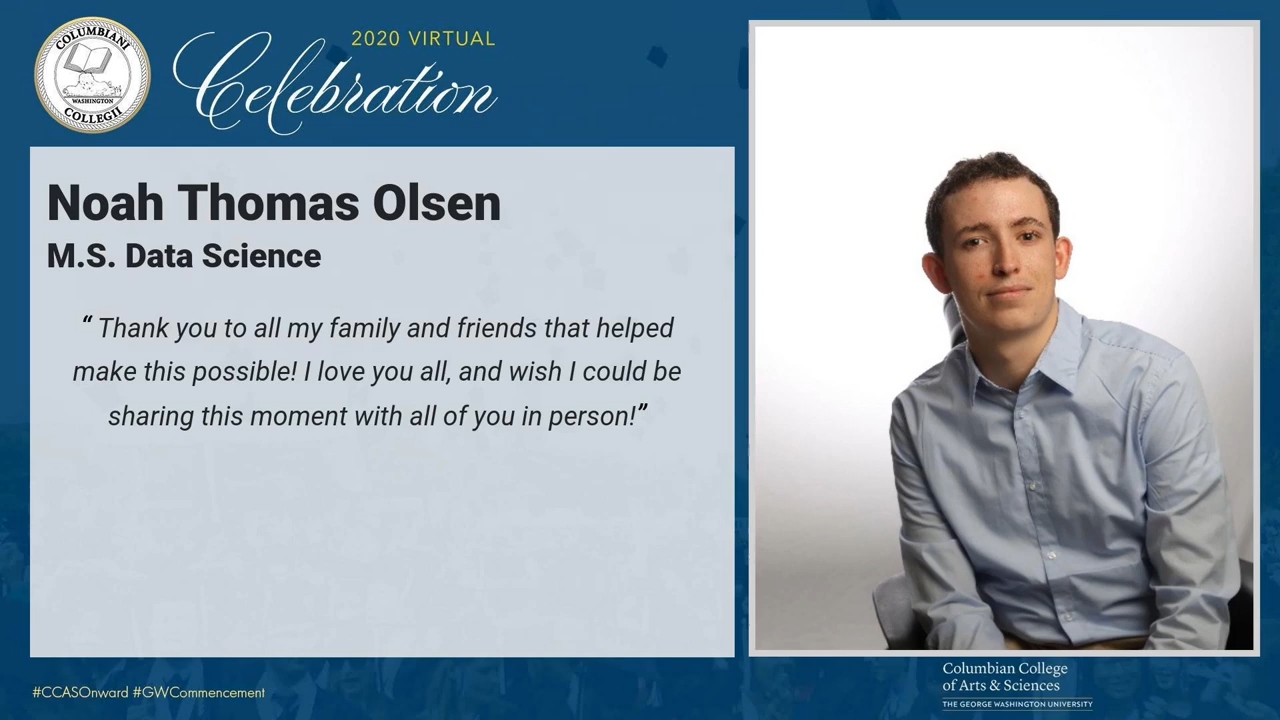 COLUMBIANI
WASHINGTON
COLLEGII
2020 VIRTUAL
Celebration
Noah Thomas Olsen
M.S. Data Science
“ Thank you to all my family and friends that helped
make this possible! I love you all, and wish I could be
sharing this moment with all of you in person!”
#CCASOnward #GWCommencement
Columbian College
of Arts & Sciences
THE GEORGE WASHINGTON UNIVERSITY